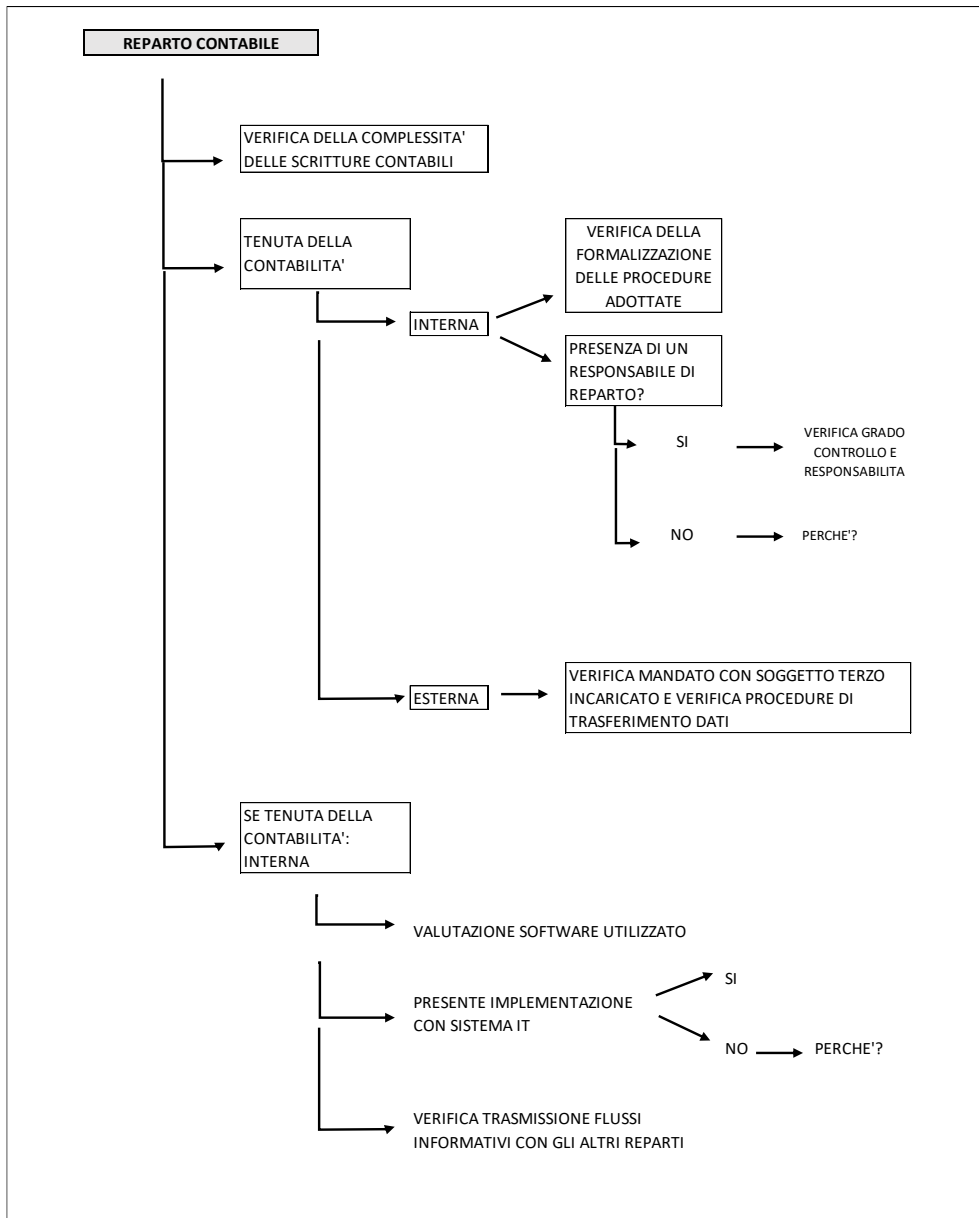 REPARTO CONTABILE
VERIFICA DELLA COMPLESSITA'
DELLE SCRITTURE CONTABILI
TENUTA DELLA
CONTABILITA'
INTERNA
VERIFICA DELLA
FORMALIZZAZIONE
DELLE PROCEDURE
ADOTTATE
PRESENZA DI UN
RESPONSABILE DI
REPARTO?
SI
VERIFICA GRADO
CONTROLLO E
RESPONSABILITA
NO
PERCHE'?
ESTERNA
VERIFICA MANDATO CON SOGGETTO TERZO
INCARICATO E VERIFICA PROCEDURE DI
TRASFERIMENTO DATI
SE TENUTA DELLA
CONTABILITA':
INTERNA
VALUTAZIONE SOFTWARE UTILIZZATO
PRESENTE IMPLEMENTAZIONE
CON SISTEMA IT
SI
NO
PERCHE'?
VERIFICA TRASMISSIONE FLUSSI
INFORMATIVI CON GLI ALTRI REPARTI